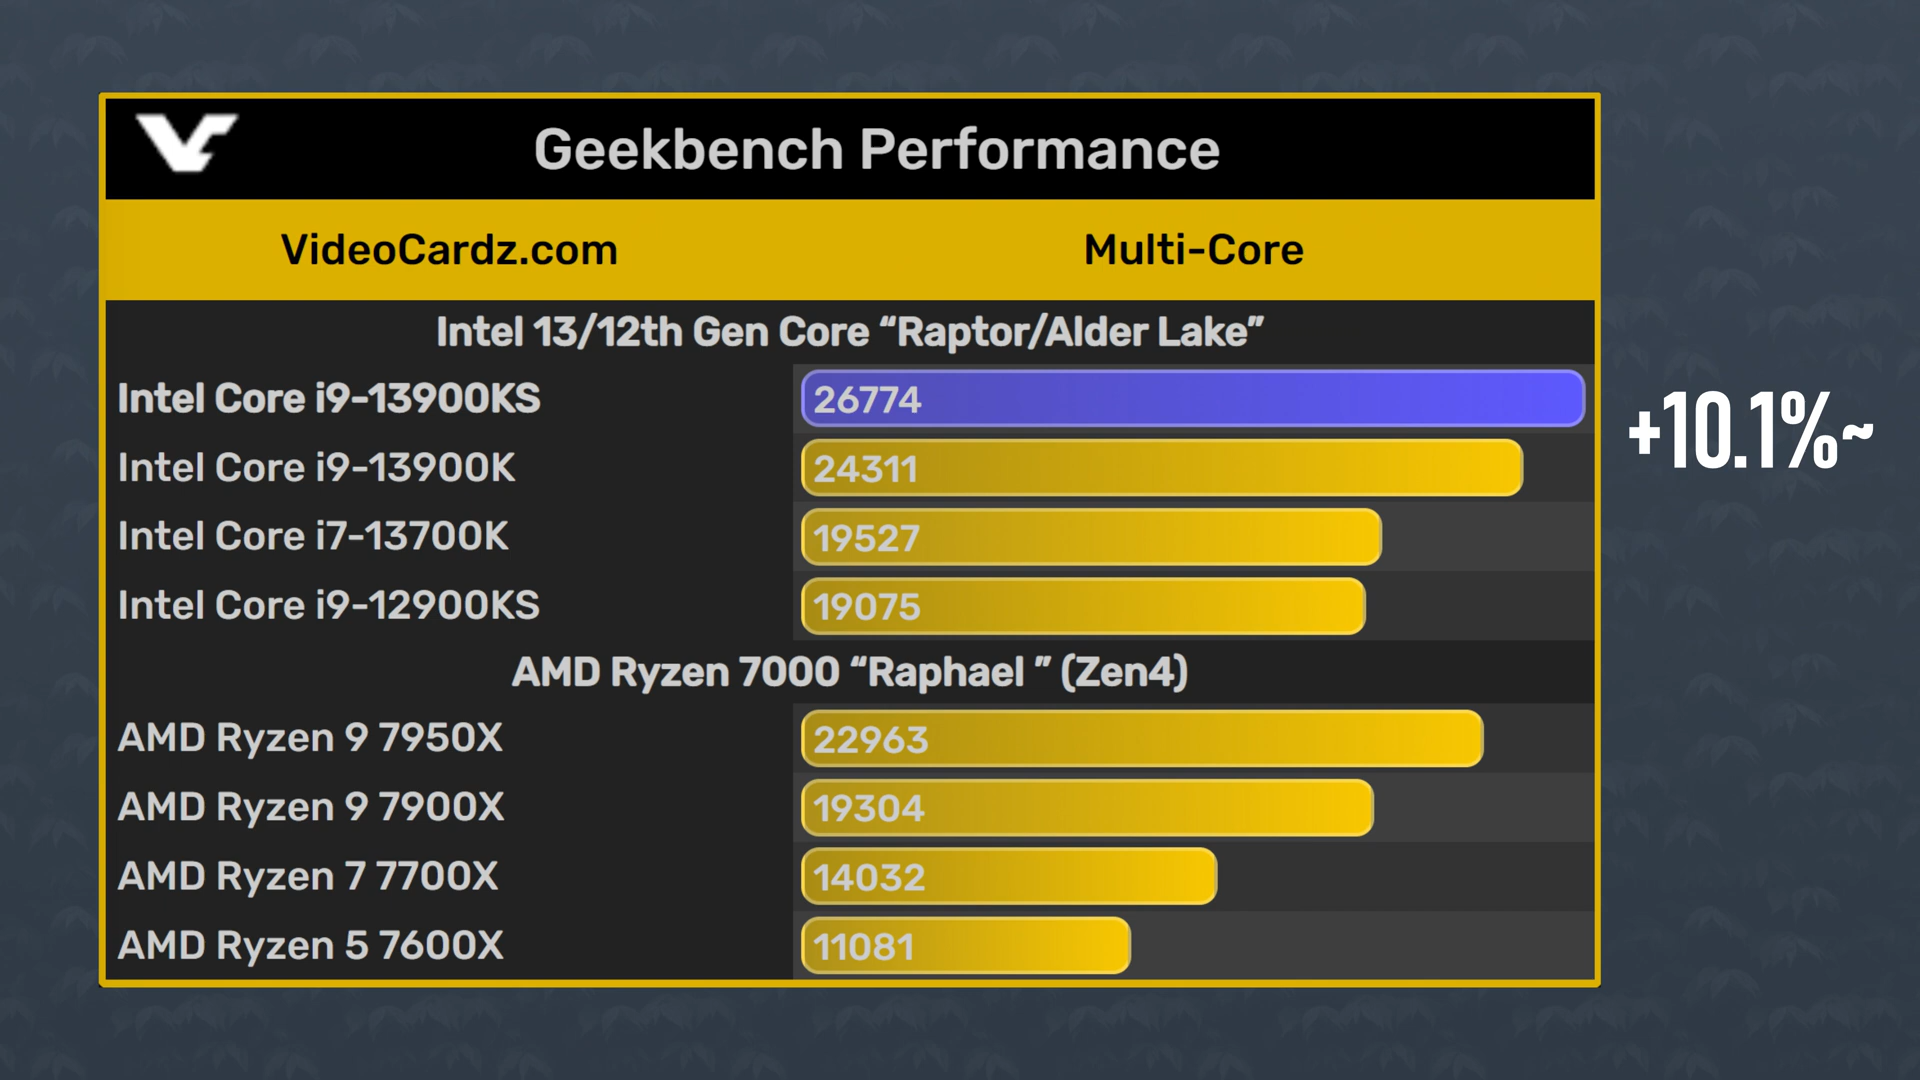 Geekbench Performance
VideoCardz.com Multi-Core
Intel 13/12th Gen Core “Raptor/Alder Lake”
Intel Core i9-13900KS 26774
+10.1%~
Intel Core i9-13900K 24311
Intel Core i7-13700K 19527
Intel Core i9-12900KS 19075
AMD Ryzen 7000 “Raphael ” (Zen4)
AMD Ryzen 9 7950X 22963
AMD Ryzen 9 7900X 19304
AMD Ryzen 7 7700X 14032
AMD Ryzen 5 7600X 11081